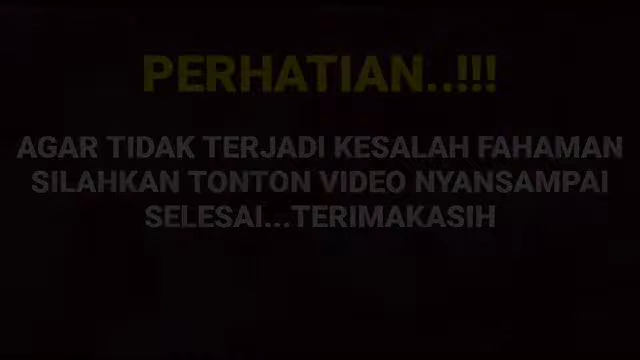 PERHATIAN..!!!
AGAR TIDAK TERJADI KESALAH FAHAMAN
SILAHKAN TONTON VIDEO NYANSAMPAI
SELESAI...TERIMAKASIH